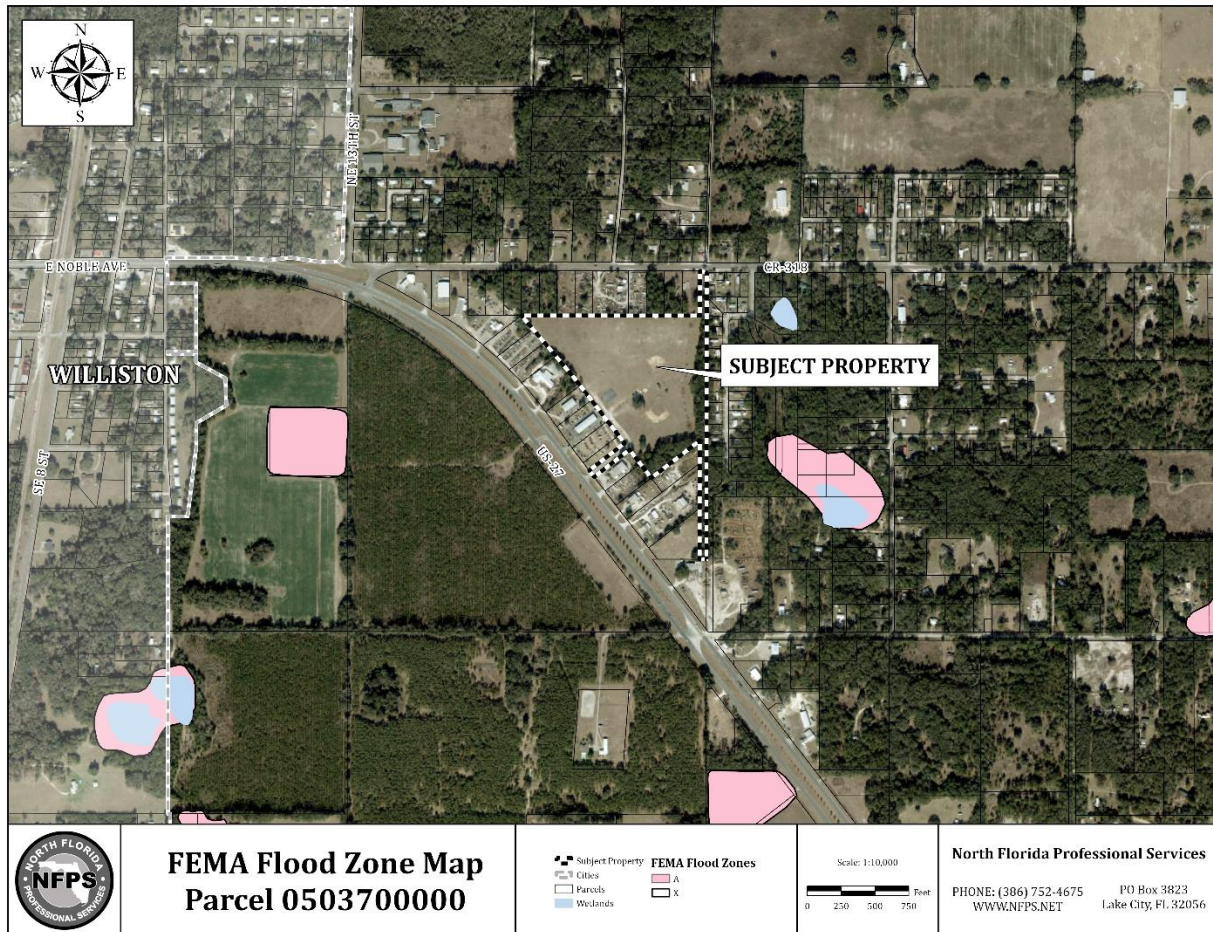 N
W E
S
NE 13TH ST
E NOBLE AVE
CR-318
WILLISTON
SUBJECT PROPERTY
US-27
SE 8 ST
NORTH FLORIDA
NFPS
PROFESSIONAL SERVICES
FEMA Flood Zone Map
Parcel 0503700000
Subject Property
Cities
Parcels
Wetlands
FEMA Flood Zones
A
X
Scale: 1:10,000
Feet
0 250 500 750
North Florida Professional Services
PHONE: (386) 752-4675
WWW.NFPS.NET
PO Box 3823
Lake City, FL 32056